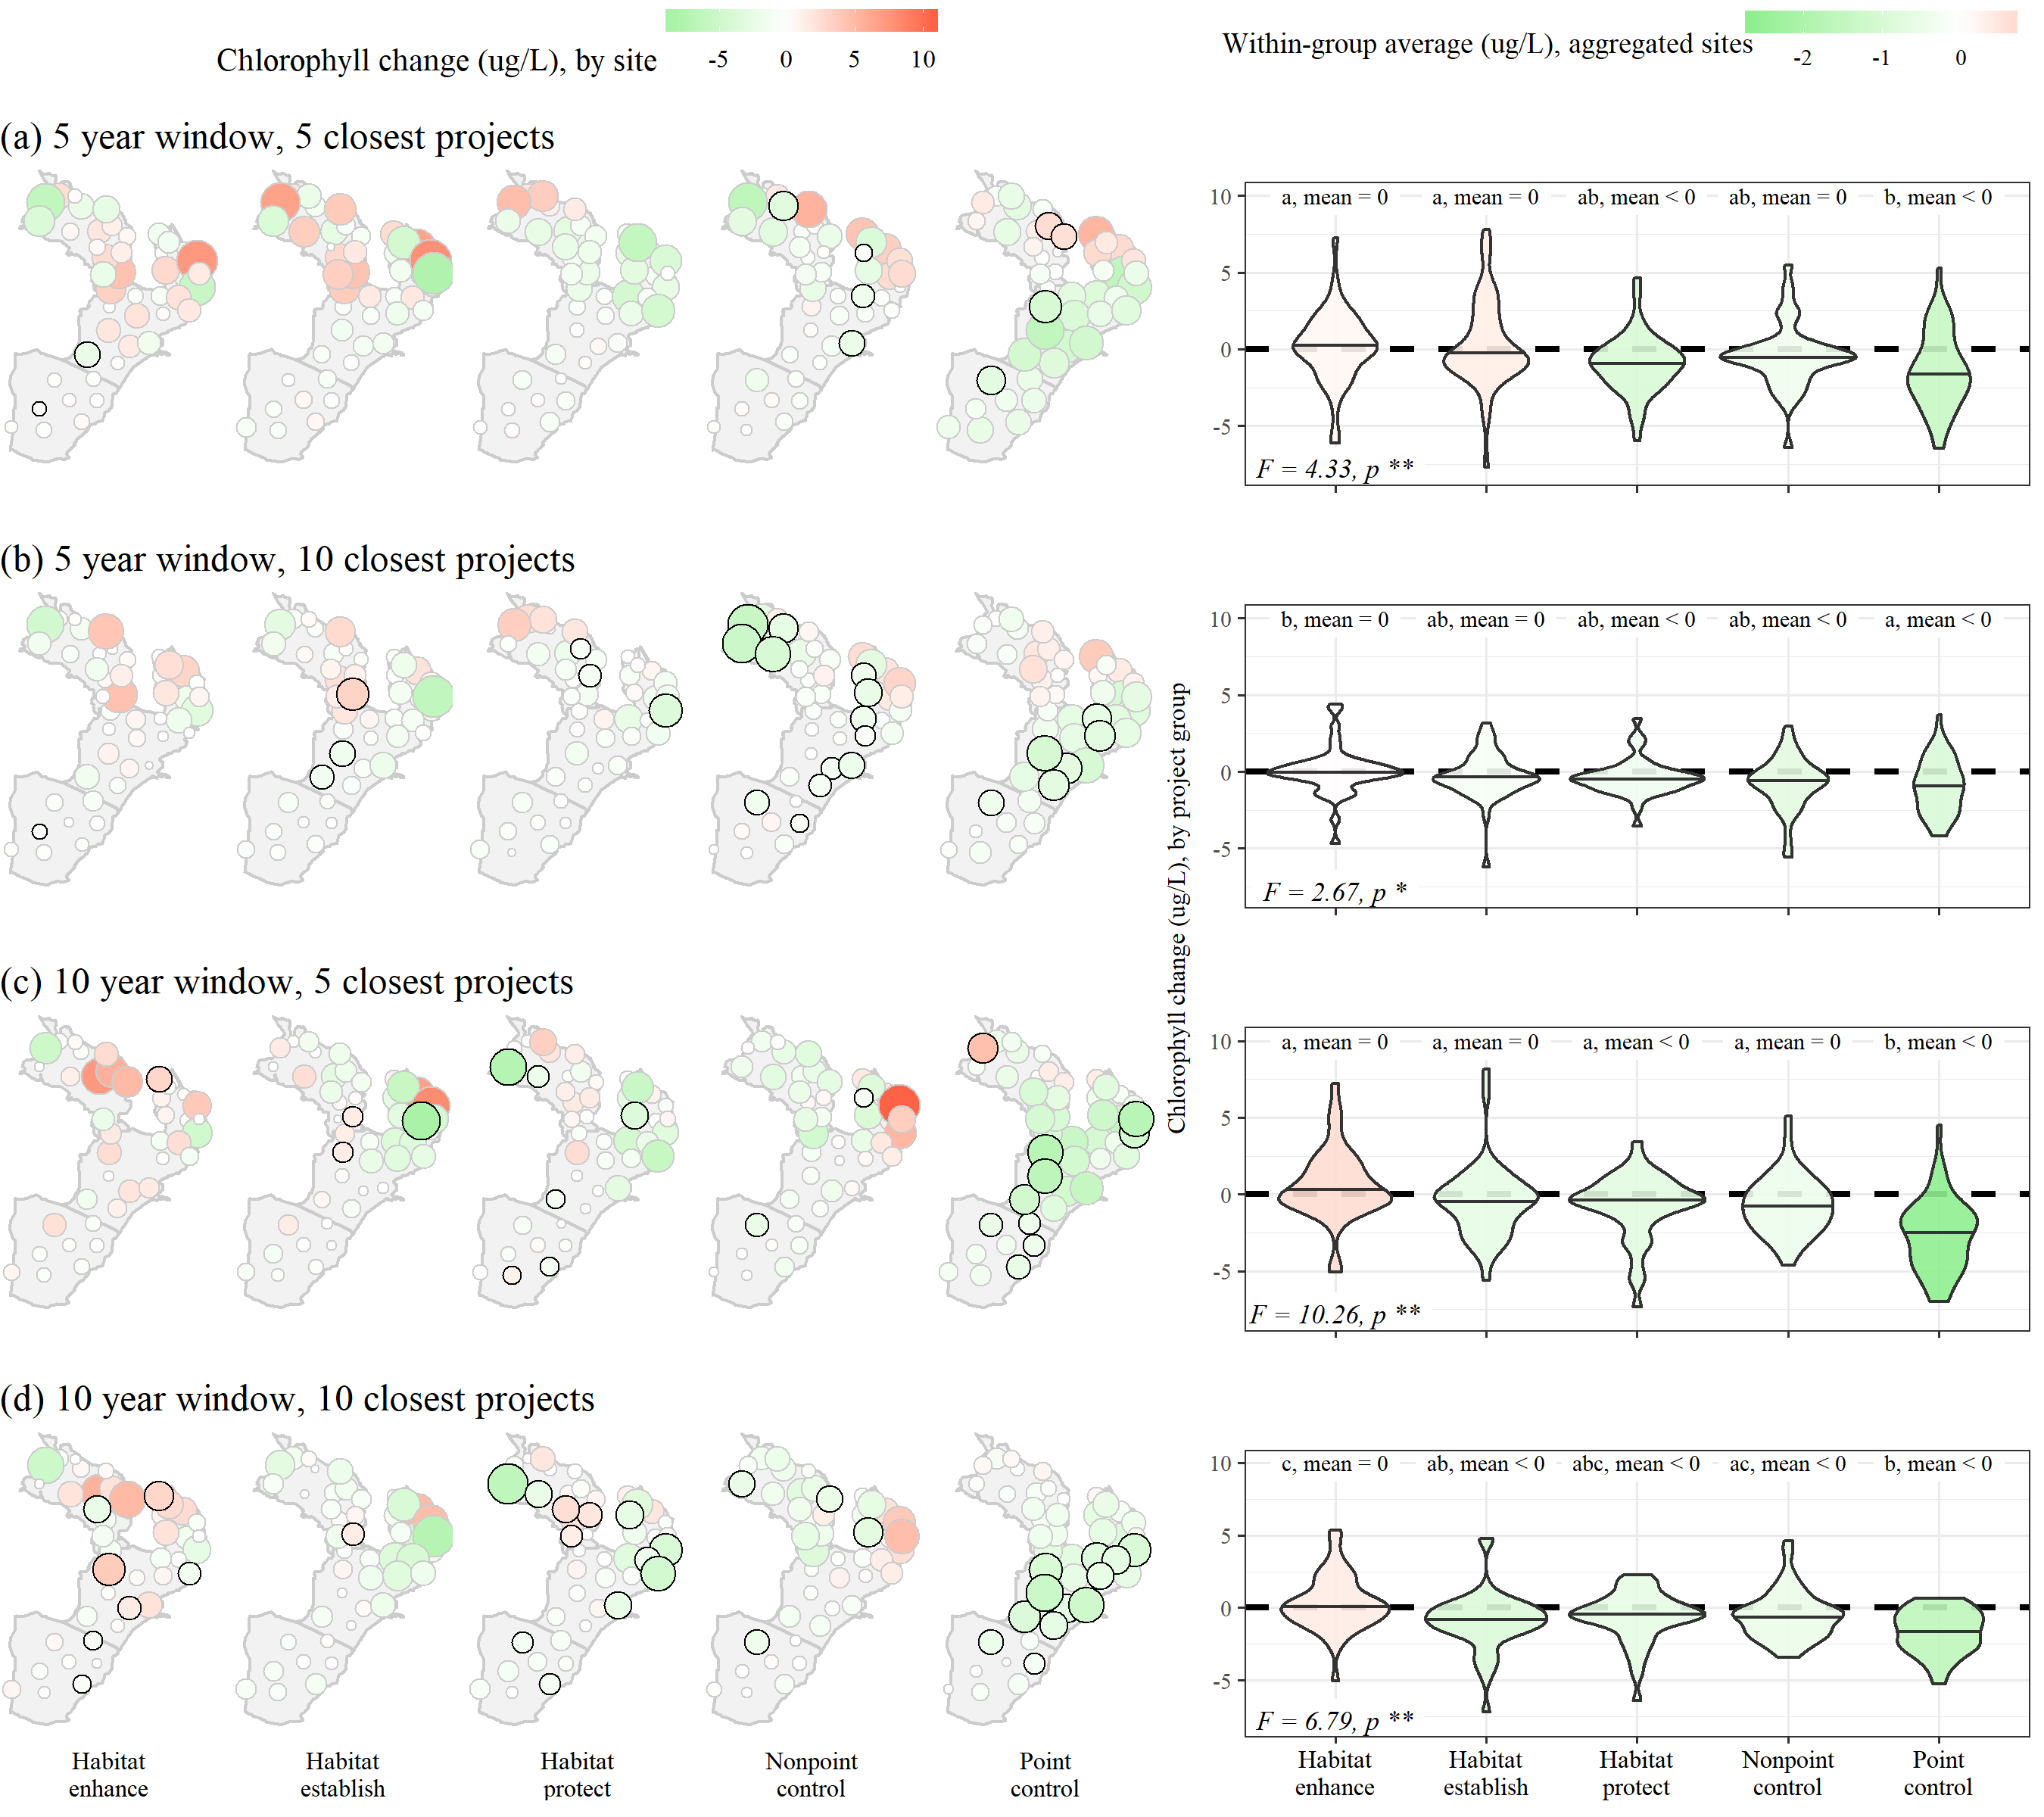 Chlorophyll change (ug/L), by site
-5 0 5 10
Within-group average (ug/L), aggregated sites
-2 -1 0
(a) 5 year window, 5 closest projects
10
5
0
-5
a, mean = 0
a, mean = 0
ab, mean < 0
ab, mean = 0
b, mean < 0
F = 4.33, p **
(b) 5 year window, 10 closest projects
10
5
0
-5
b, mean = 0
ab, mean = 0
ab, mean < 0
ab, mean < 0
a, mean < 0
F = 2.67, p *
Chlorophyll change (ug/L), by project group
(c) 10 year window, 5 closest projects
10
5
0
-5
a, mean = 0
a, mean = 0
a, mean < 0
a, mean = 0
b, mean < 0
F = 10.26, p **
(d) 10 year window, 10 closest projects
10
5
0
-5
c, mean = 0
ab, mean < 0
abc, mean < 0
ac, mean < 0
b, mean < 0
F = 6.79, p **
Habitat
enhance
Habitat
establish
Habitat
protect
Nonpoint
control
Point
control
Habitat
enhance
Habitat
establish
Habitat
protect
Nonpoint
control
Point
control